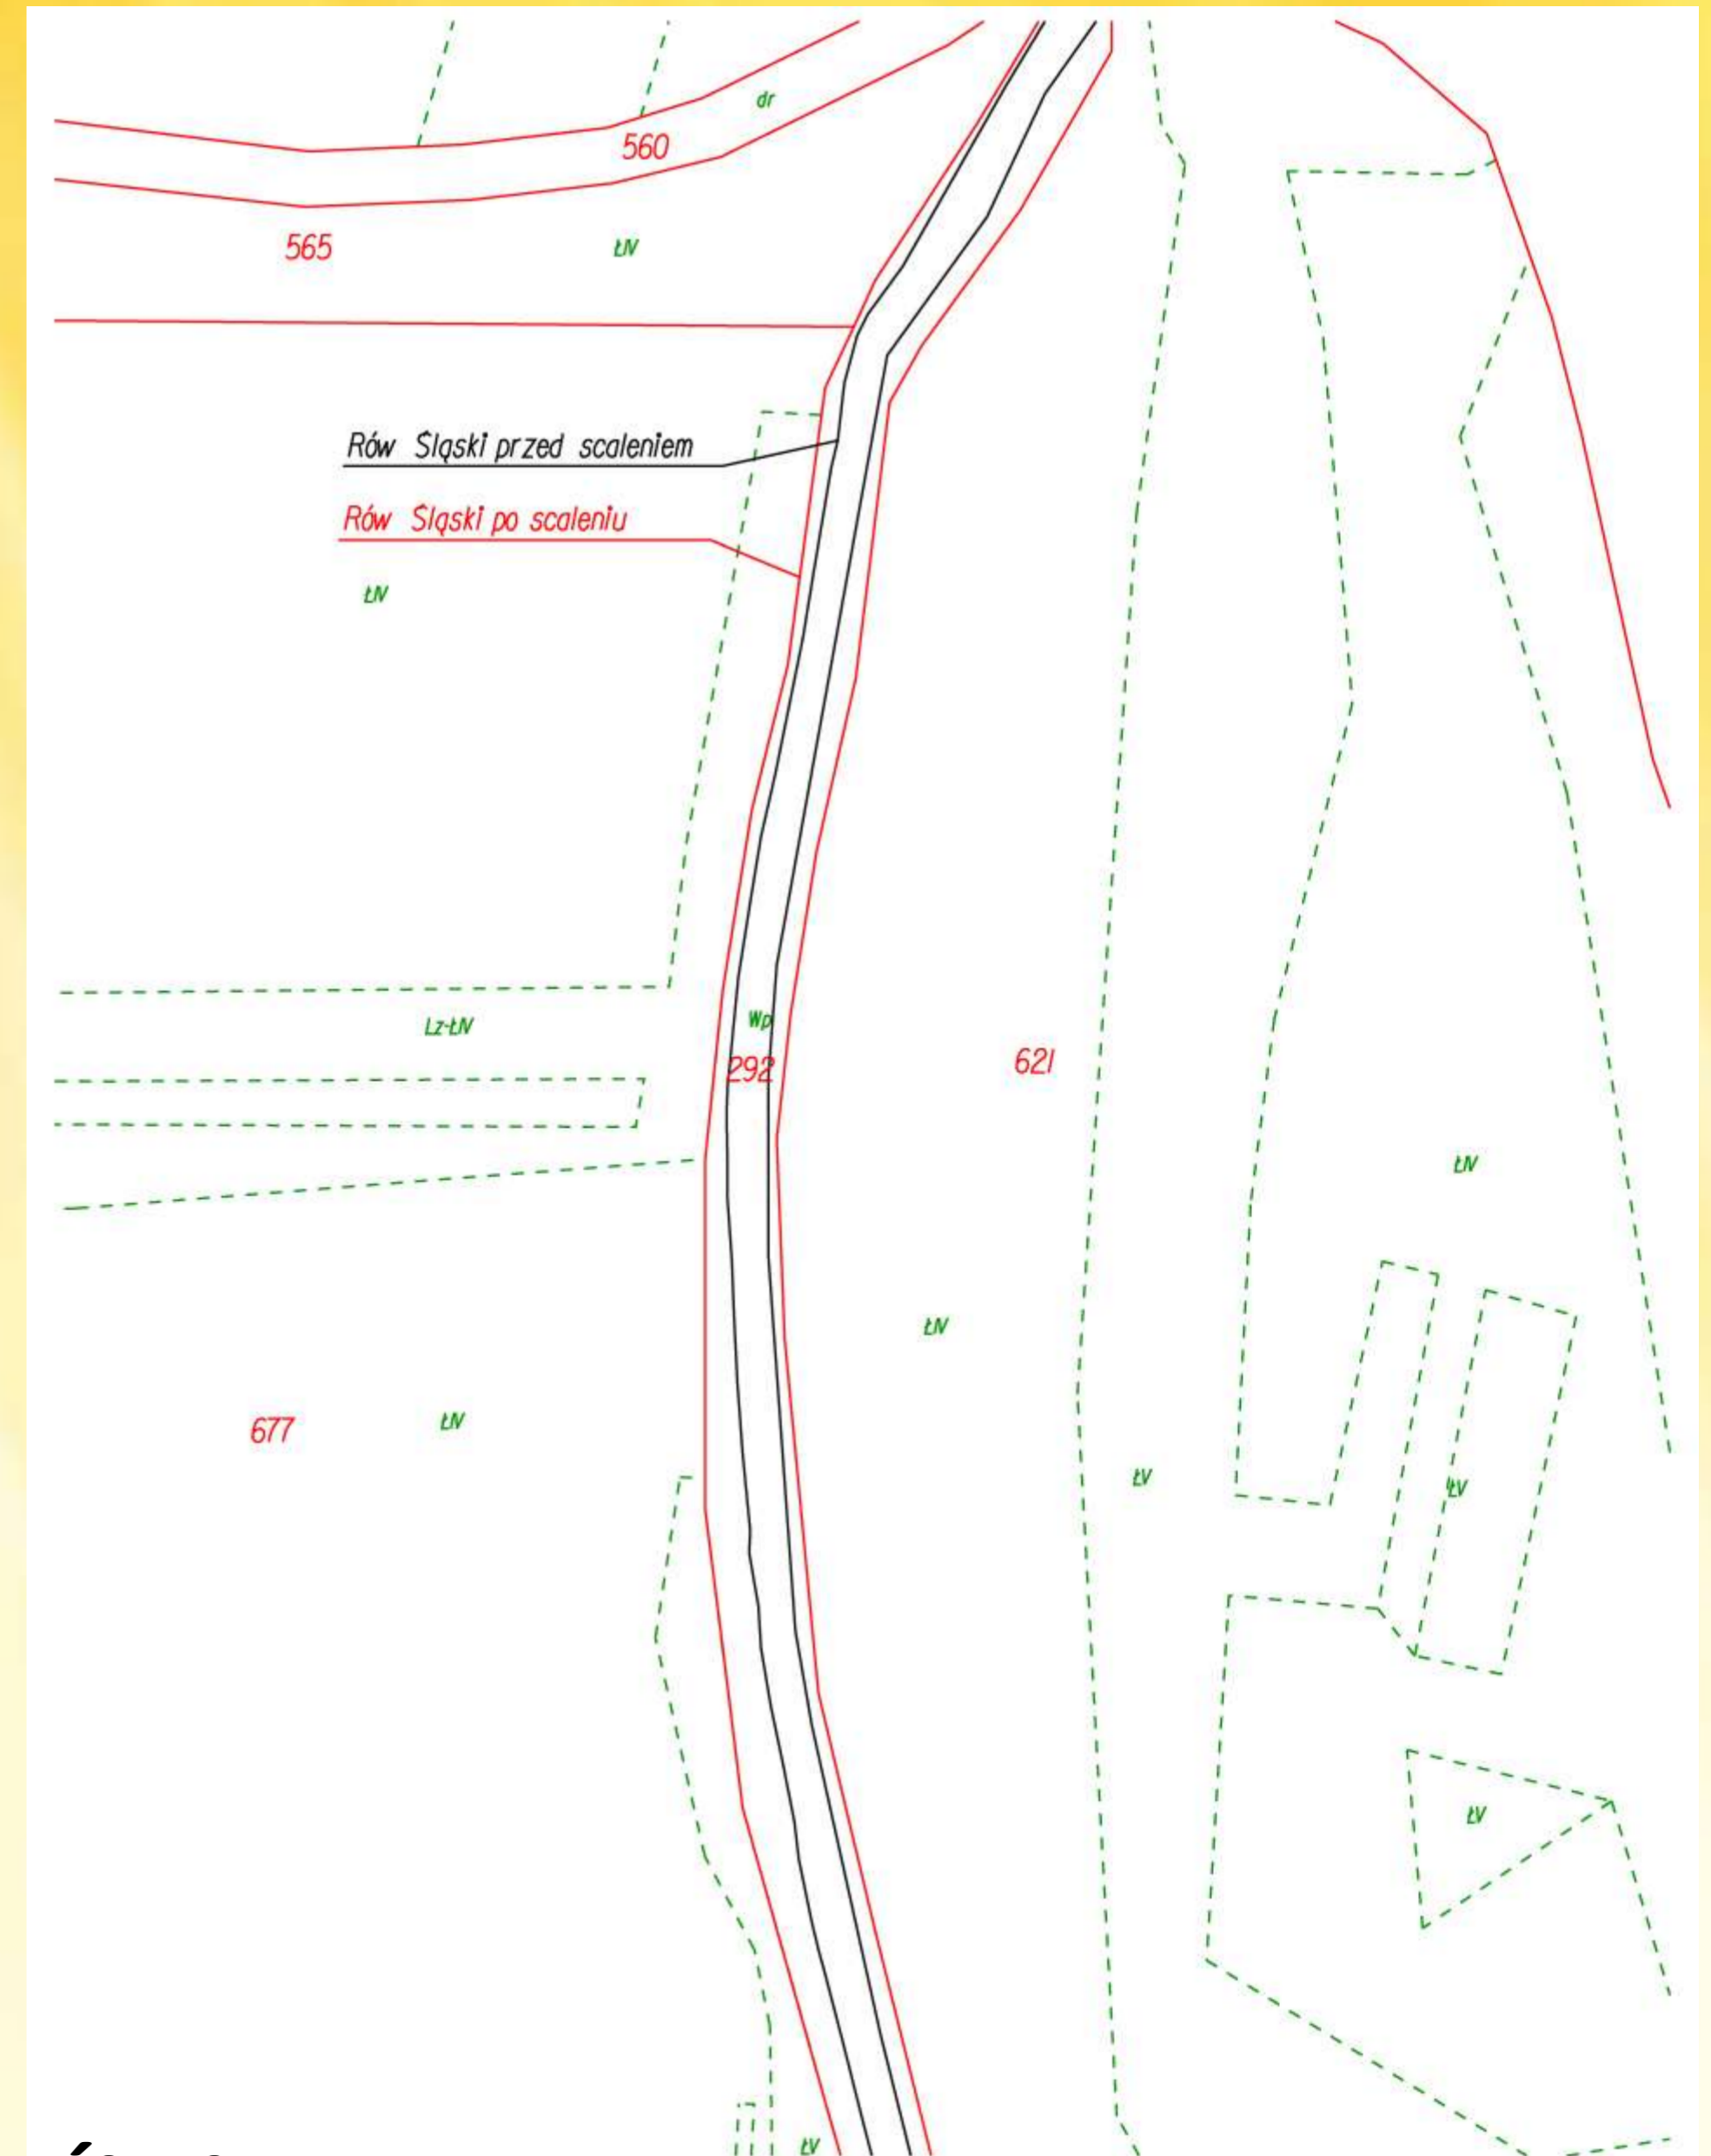 dr
560
565
ŁIV
Rów Śląski przed scaleniem
Rów Śląski po scaleniu
ŁIV
Wp
Lz-ŁIV
292
621
ŁIV
ŁIV
677
ŁIV
ŁV
ŁV
ŁV
ŁV